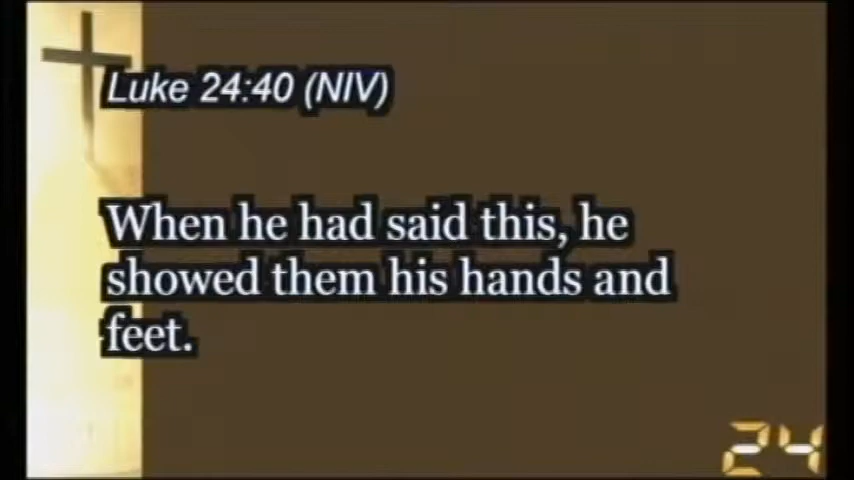 Luke 24:40 (NIV)
When he had said this, he
showed them his hands and
feet.
24